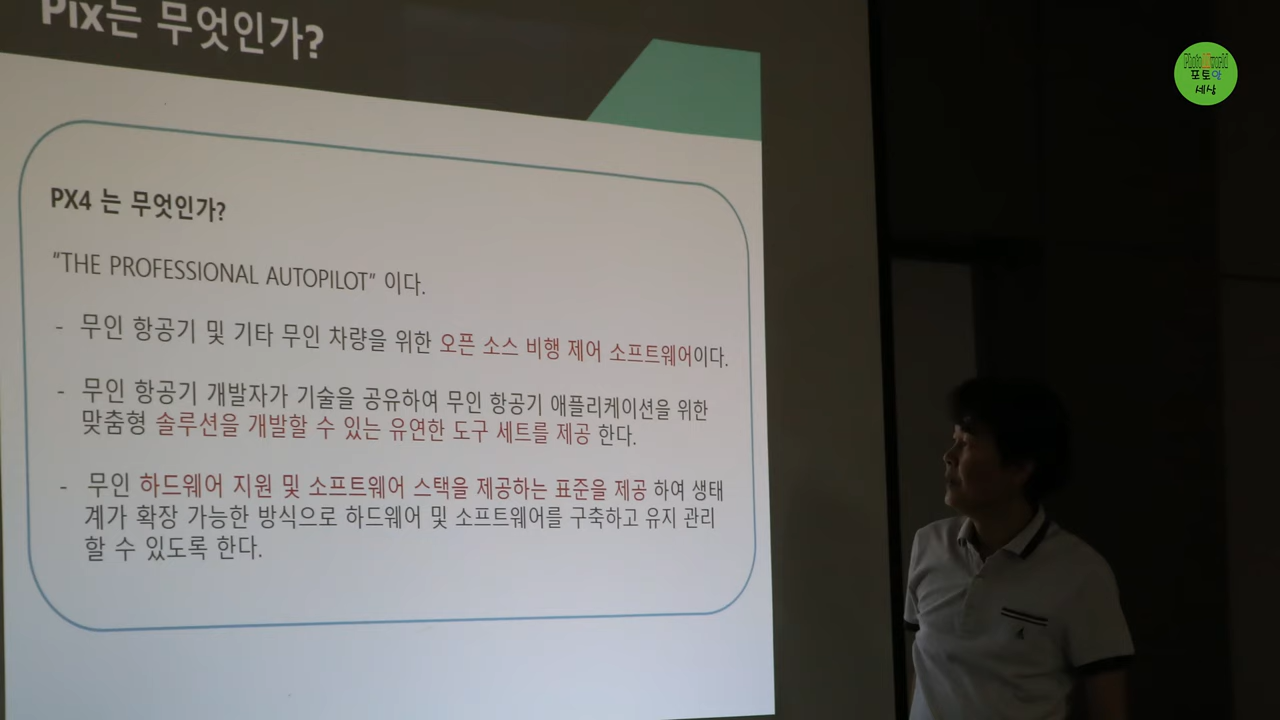 Pix는 무엇인가?
PX4 는 무엇인가?
“THE PROFESSIONAL AUTOPILOT” 이다.
- 무인 항공기 및 기타 무인 차량을 위한 오픈 소스 비행 제어 소프트웨어이다.
- 무인 항공기 개발자가 기술을 공유하여 무인 항공기 애플리케이션을 위한
맞춤형 솔루션을 개발할 수 있는 유연한 도구 세트를 제공 한다.
- 무인 하드웨어 지원 및 소프트웨어 스택을 제공하는 표준을 제공 하여 생태
계가 확장 가능한 방식으로 하드웨어 및 소프트웨어를 구축하고 유지 관리
할 수 있도록 한다.
포토안
세상